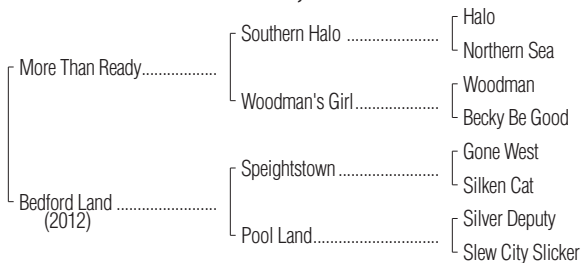 Halo
Southern Halo ........................
Northern Sea
More Than Ready..................
Woodman
Woodman's Girl......................
Becky Be Good
Gone West
Speightstown ..........................
Silken Cat
Bedford Land ........................
(2012)
Silver Deputy
Pool Land................................
Slew City Slicker